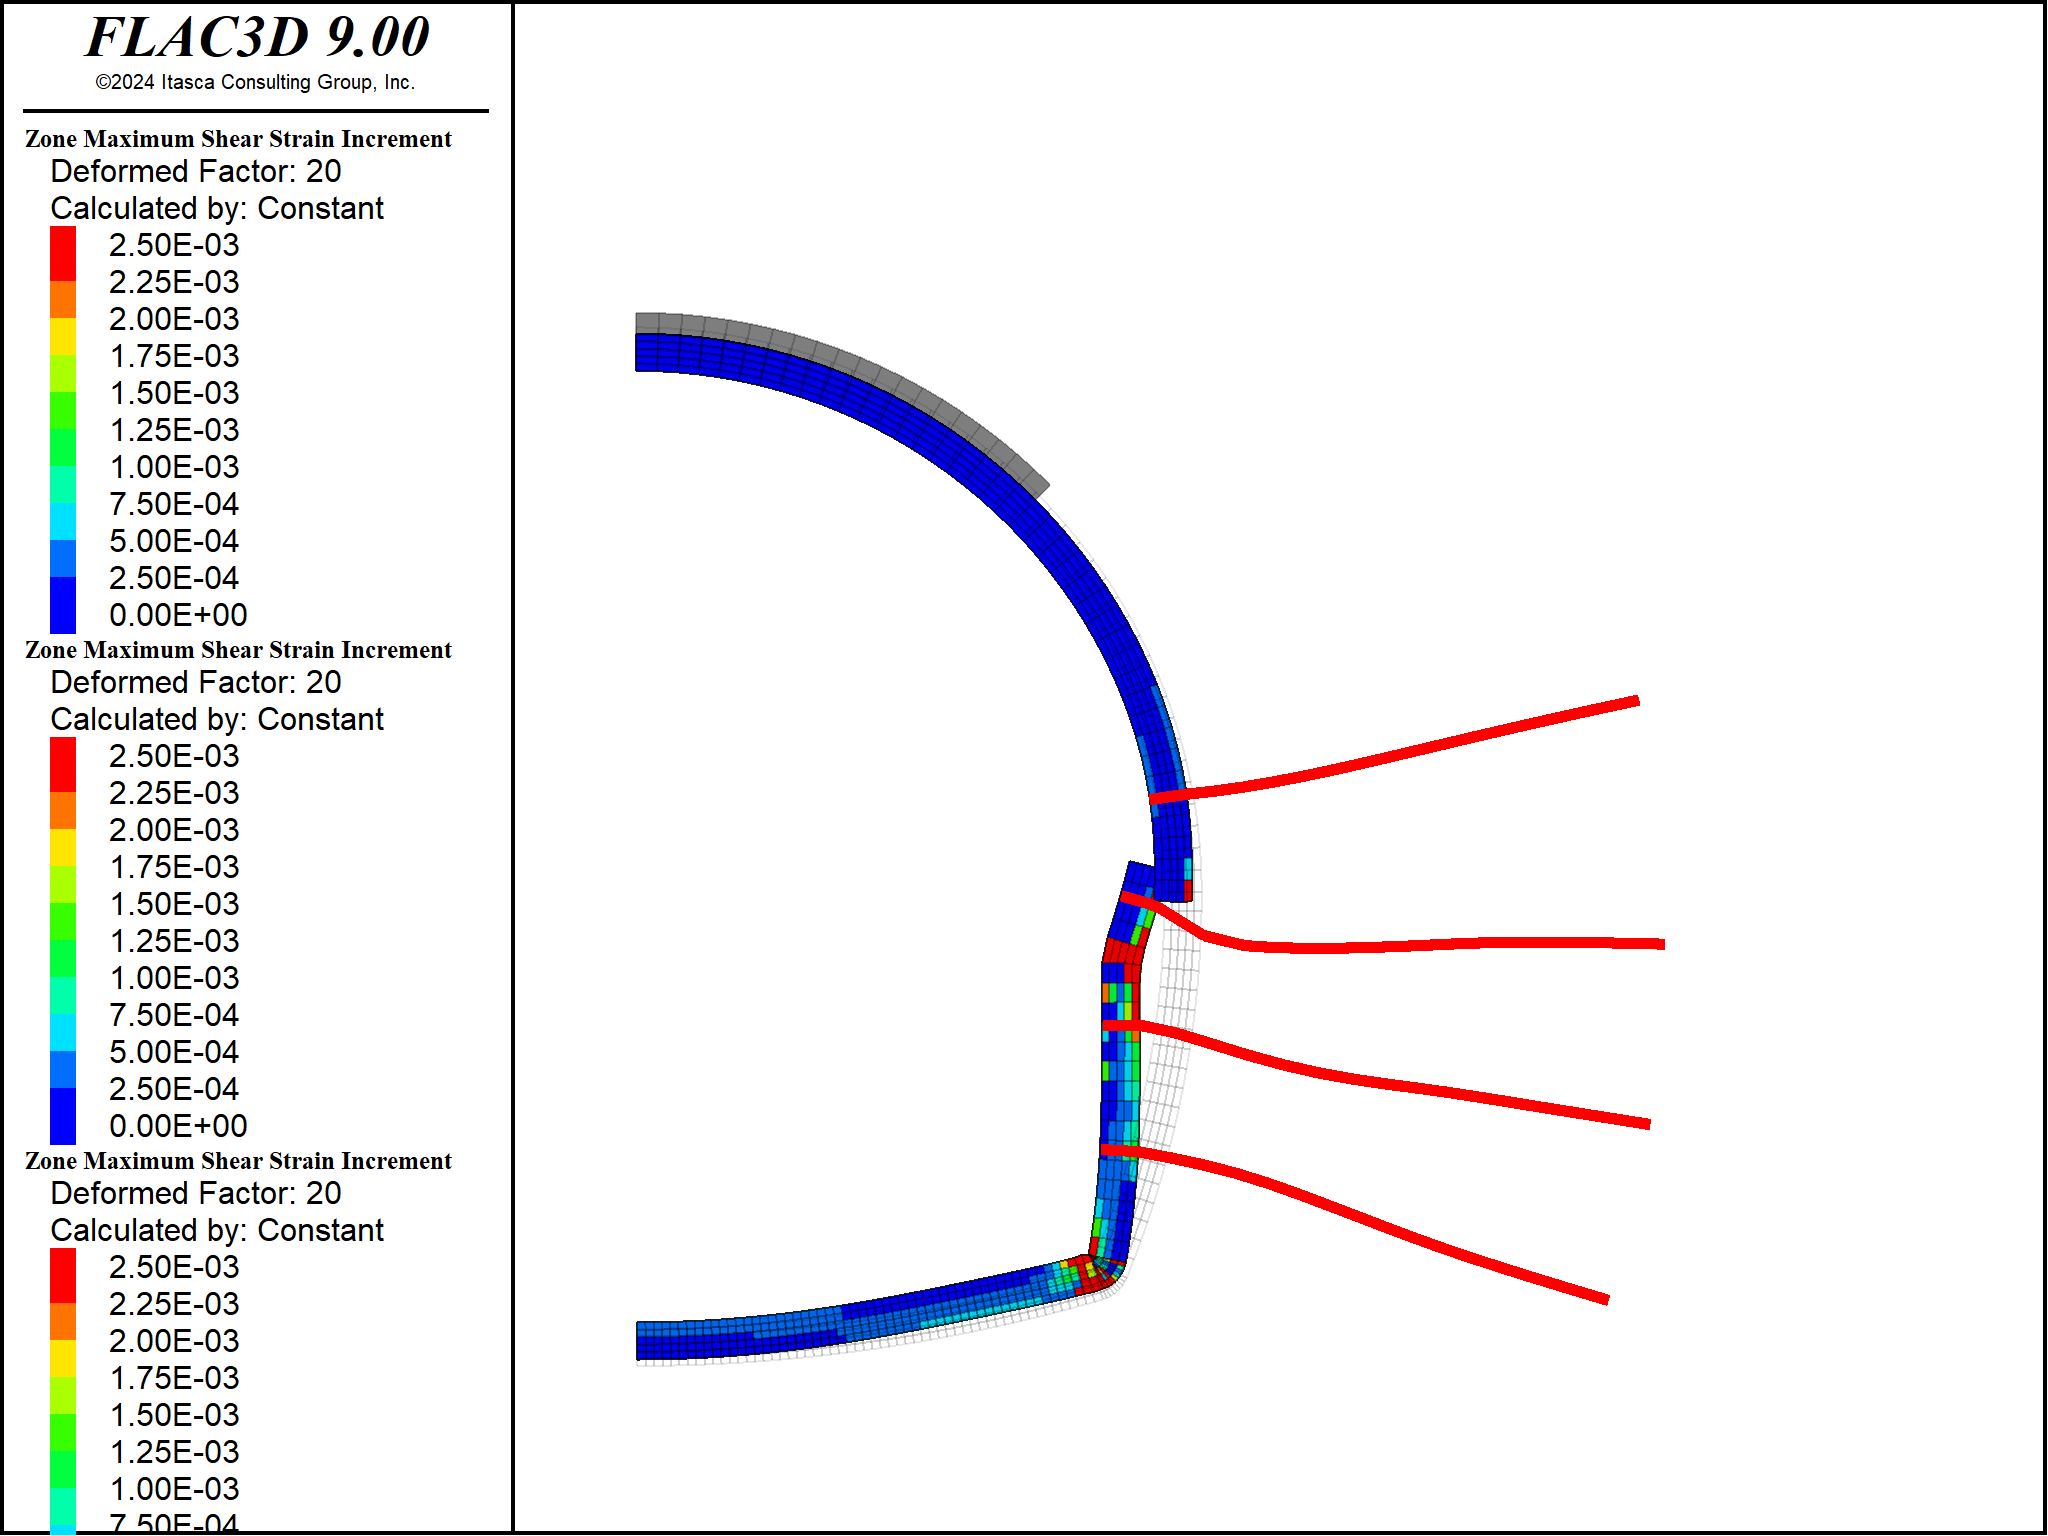 FLAC3D 9.00
©2024 Itasca Consulting Group, Inc.
Zone Maximum Shear Strain Increment
Deformed Factor: 20
Calculated by: Constant
2.50E-03
2.25E-03
2.00E-03
1.75E-03
1.50E-03
1.25E-03
1.00E-03
7.50E-04
5.00E-04
2.50E-04
0.00E+00
Zone Maximum Shear Strain Increment
Deformed Factor: 20
Calculated by: Constant
2.50E-03
2.25E-03
2.00E-03
1.75E-03
1.50E-03
1.25E-03
1.00E-03
7.50E-04
5.00E-04
2.50E-04
0.00E+00
Zone Maximum Shear Strain Increment
Deformed Factor: 20
Calculated by: Constant
2.50E-03
2.25E-03
2.00E-03
1.75E-03
1.50E-03
1.25E-03
1.00E-03
7.50E-04